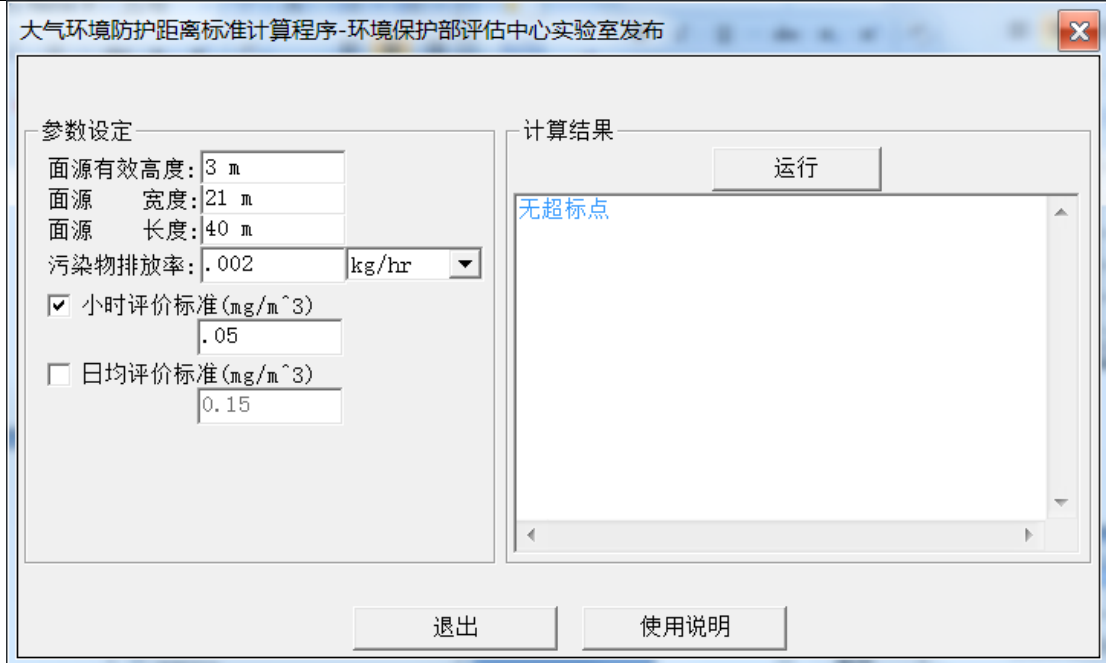 大气环境防护距离标准计算程序-环境保护部评估中心实验室发布
参数设定
面源有效高度: 3 m
面源 宽度: 21 m
面源 长度: 40 m
污染物排放率: .002 kg/hr
小时评价标准(mg/m^3)
.05
日均评价标准(mg/m^3)
0.15
计算结果
运行
无超标点
退出
使用说明